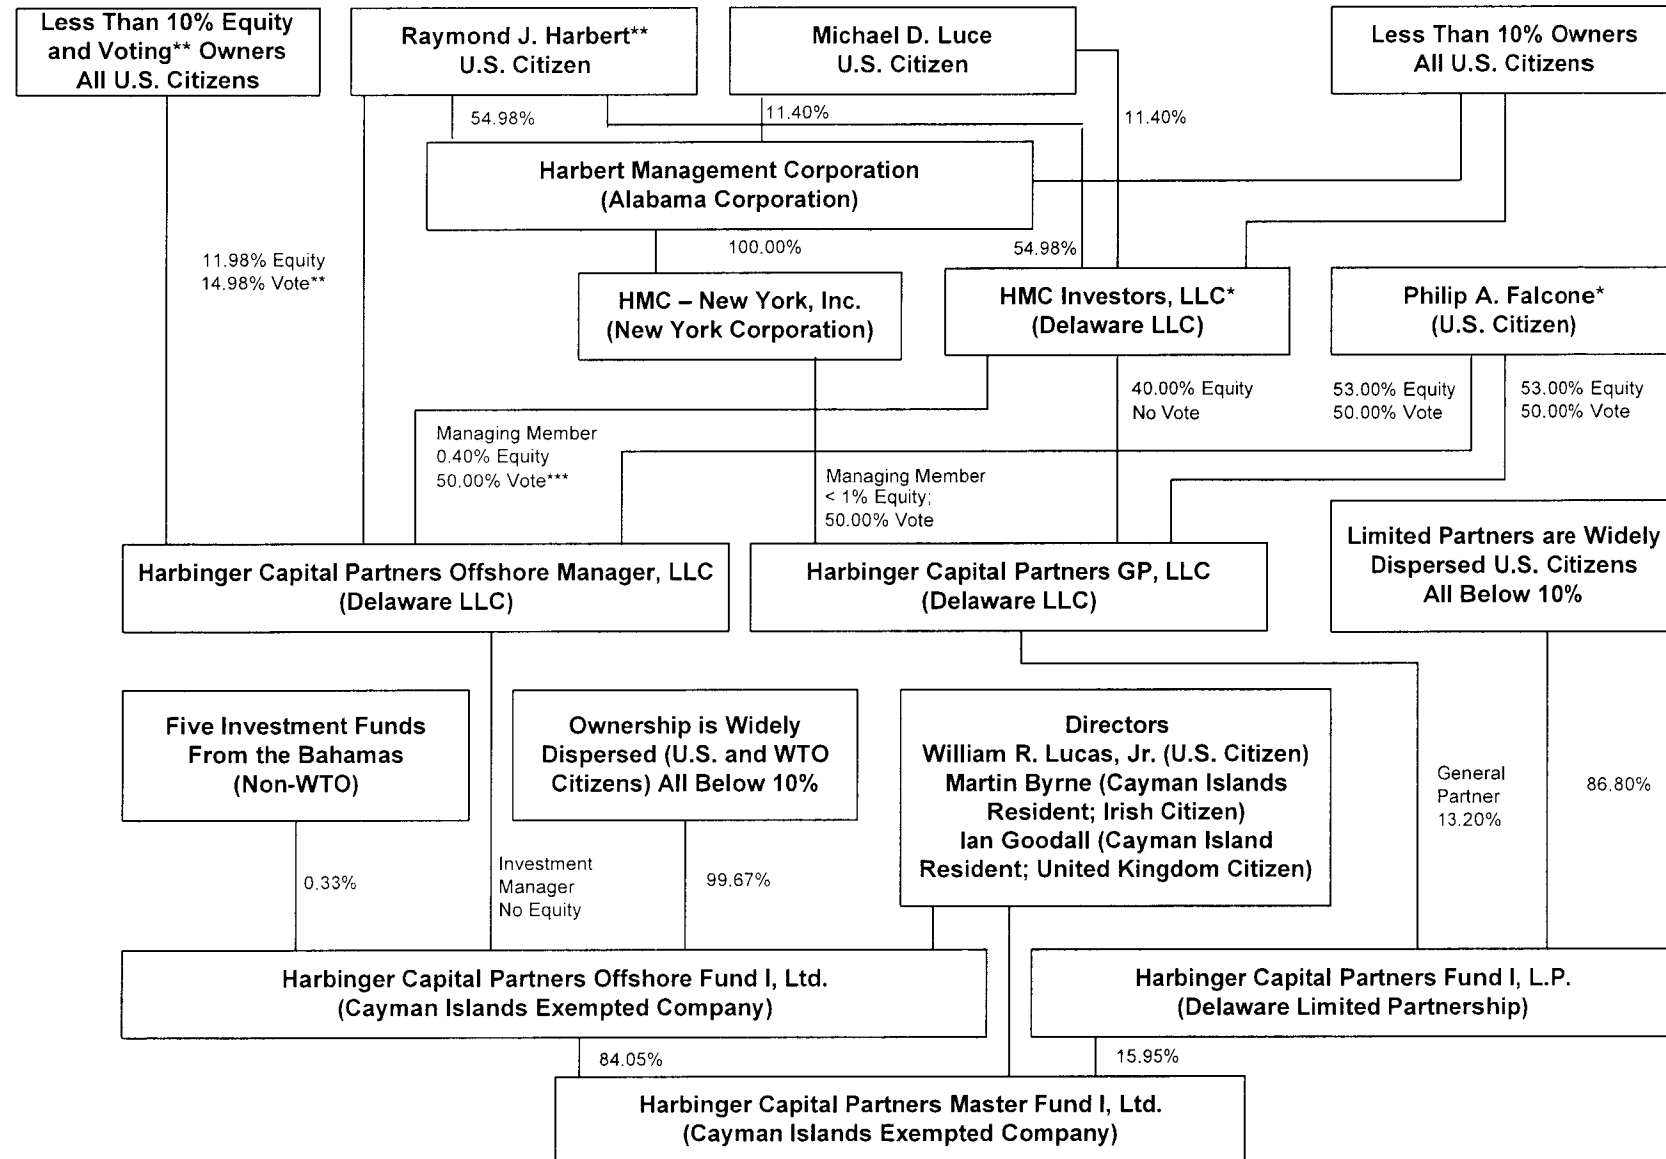 Less Than 10% Equity
and Voting** Owners
All U.S. Citizens
Raymond J. Harbert**
U.S. Citizen
Michael D. Luce
U.S. Citizen
Less Than 10% Owners
All U.S. Citizens
54.98%
11.40%
11.40%
Harbert Management Corporation
(Alabama Corporation)
11.98% Equity
14.98% Vote**
100.00%
54.98%
HMC – New York, Inc.
(New York Corporation)
HMC Investors, LLC*
(Delaware LLC)
Philip A. Falcone*
(U.S. Citizen)
Managing Member
0.40% Equity
50.00% Vote***
Managing Member
< 1% Equity;
50.00% Vote
40.00% Equity
No Vote
53.00% Equity
50.00% Vote
53.00% Equity
50.00% Vote
Harbinger Capital Partners Offshore Manager, LLC
(Delaware LLC)
Harbinger Capital Partners GP, LLC
(Delaware LLC)
Limited Partners are Widely
Dispersed U.S. Citizens
All Below 10%
Five Investment Funds
From the Bahamas
(Non-WTO)
Ownership is Widely
Dispersed (U.S. and WTO
Citizens) All Below 10%
Directors
William R. Lucas, Jr. (U.S. Citizen)
Martin Byrne (Cayman Islands
Resident; Irish Citizen)
Ian Goodall (Cayman Island
Resident; United Kingdom Citizen)
General
Partner
13.20%
86.80%
0.33%
Investment
Manager
No Equity
99.67%
Harbinger Capital Partners Offshore Fund I, Ltd.
(Cayman Islands Exempted Company)
Harbinger Capital Partners Fund I, L.P.
(Delaware Limited Partnership)
84.05%
15.95%
Harbinger Capital Partners Master Fund I, Ltd.
(Cayman Islands Exempted Company)